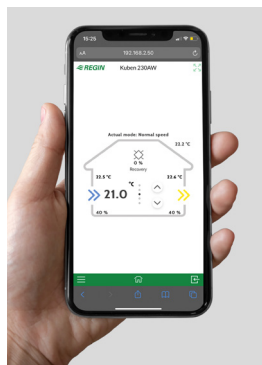 15:25
AA 192.168.2.50
REGIN Kuben 230AW
Actual mode: Normal speed
33.2 °C
0 %
Recovery
32.5 °C 33.6 °C
21.0 °C
40 % 40 %